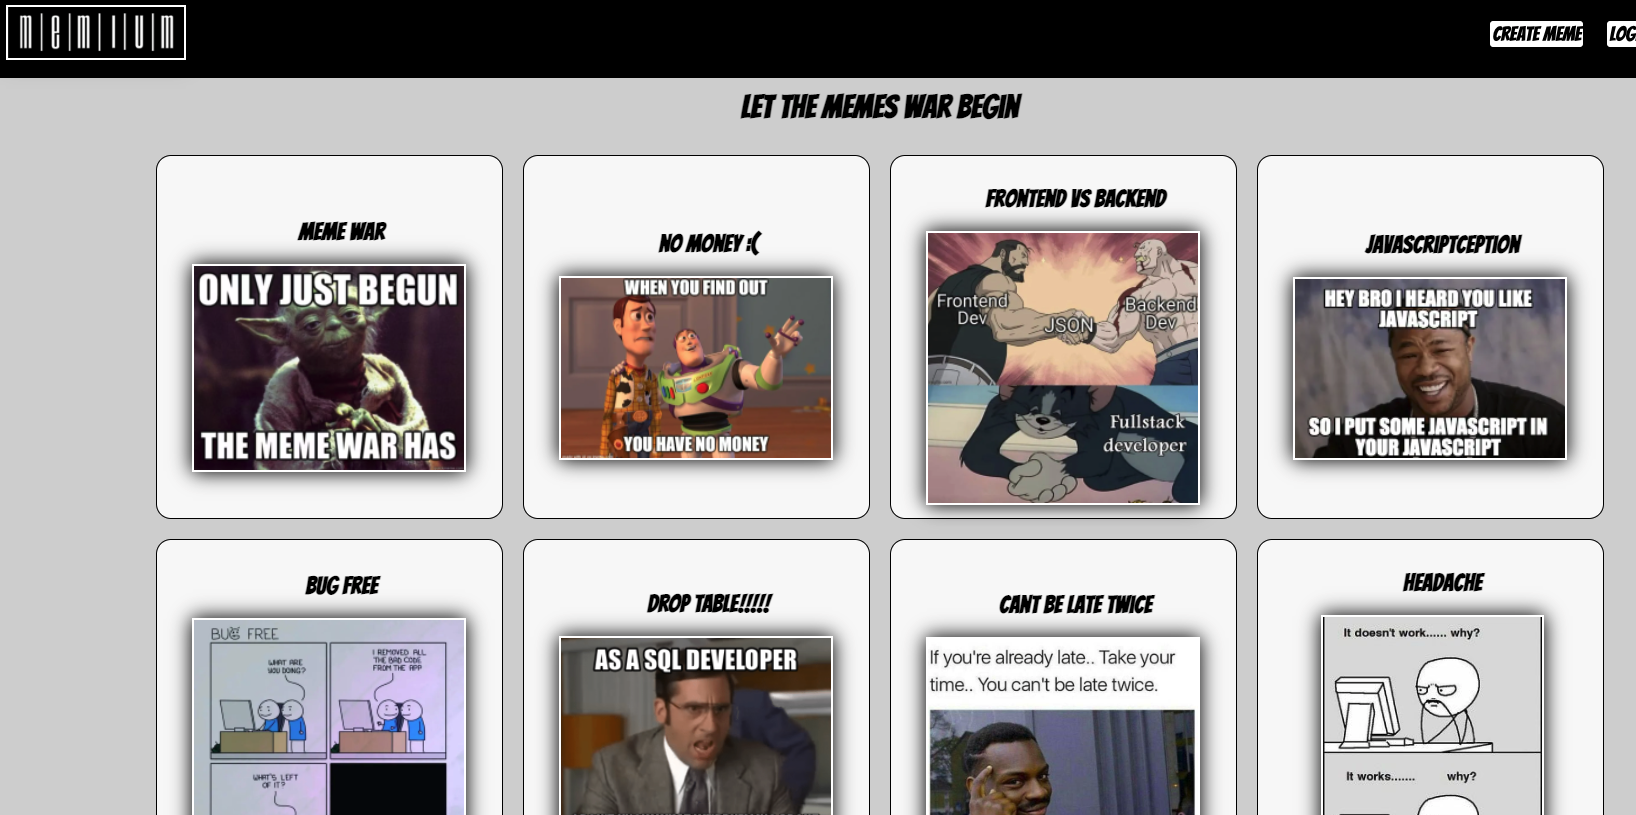 m|e|m|i|u|m
CREATE MEME
LOG
LET THE MEMES WAR BEGIN
MEME WAR
ONLY JUST BEGUN
THE MEME WAR HAS
NO MONEY :(
WHEN YOU FIND OUT
YOU HAVE NO MONEY
FRONTEND VS BACKEND
Frontend
Dev
JSON
Backend
Dev
Fullstack
developer
JAVASCRIPTCEPTION
HEY BRO I HEARD YOU LIKE
JAVASCRIPT
SO I PUT SOME JAVASCRIPT IN
YOUR JAVASCRIPT
BUG FREE
BUG FREE
WHAT ARE
YOU DOING?
I REMOVED ALL
THE BAD CODE
FROM THE APP
WHAT'S LEFT
OF IT?
DROP TABLE!!!!!
AS A SQL DEVELOPER
CAN'T BE LATE TWICE
If you're already late.. Take your
time.. You can't be late twice.
HEADACHE
It doesn't work...... why?
It works....... why?